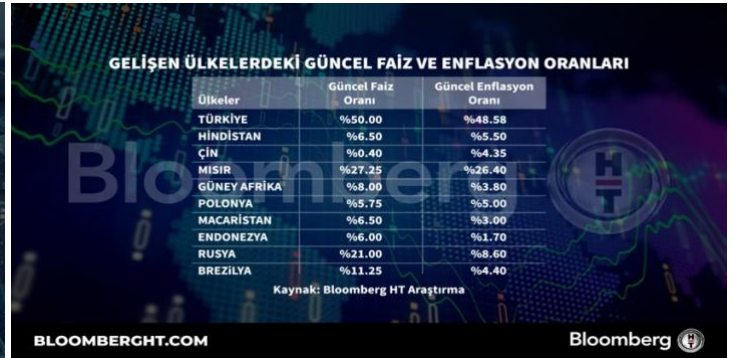 GELİŞEN ÜLKELERDEKİ GÜNCEL FAİZ VE ENFLASYON ORANLARI
Ülkeler Güncel Faiz Oranı Güncel Enflasyon Oranı
TÜRKİYE %50.00 %48.58
HİNDİSTAN %6.50 %5.50
ÇİN %0.40 %4.35
MISIR %27.25 %26.40
GÜNEY AFRİKA %8.00 %3.80
POLONYA %5.75 %5.00
MACARİSTAN %6.50 %3.00
ENDONEZYA %6.00 %1.70
RUSYA %21.00 %8.60
BREZİLYA %11.25 %4.40
Kaynak: Bloomberg HT Araştırma
Bloomberg HT
BLOOMBERGHT.COM
Bloomberg HT